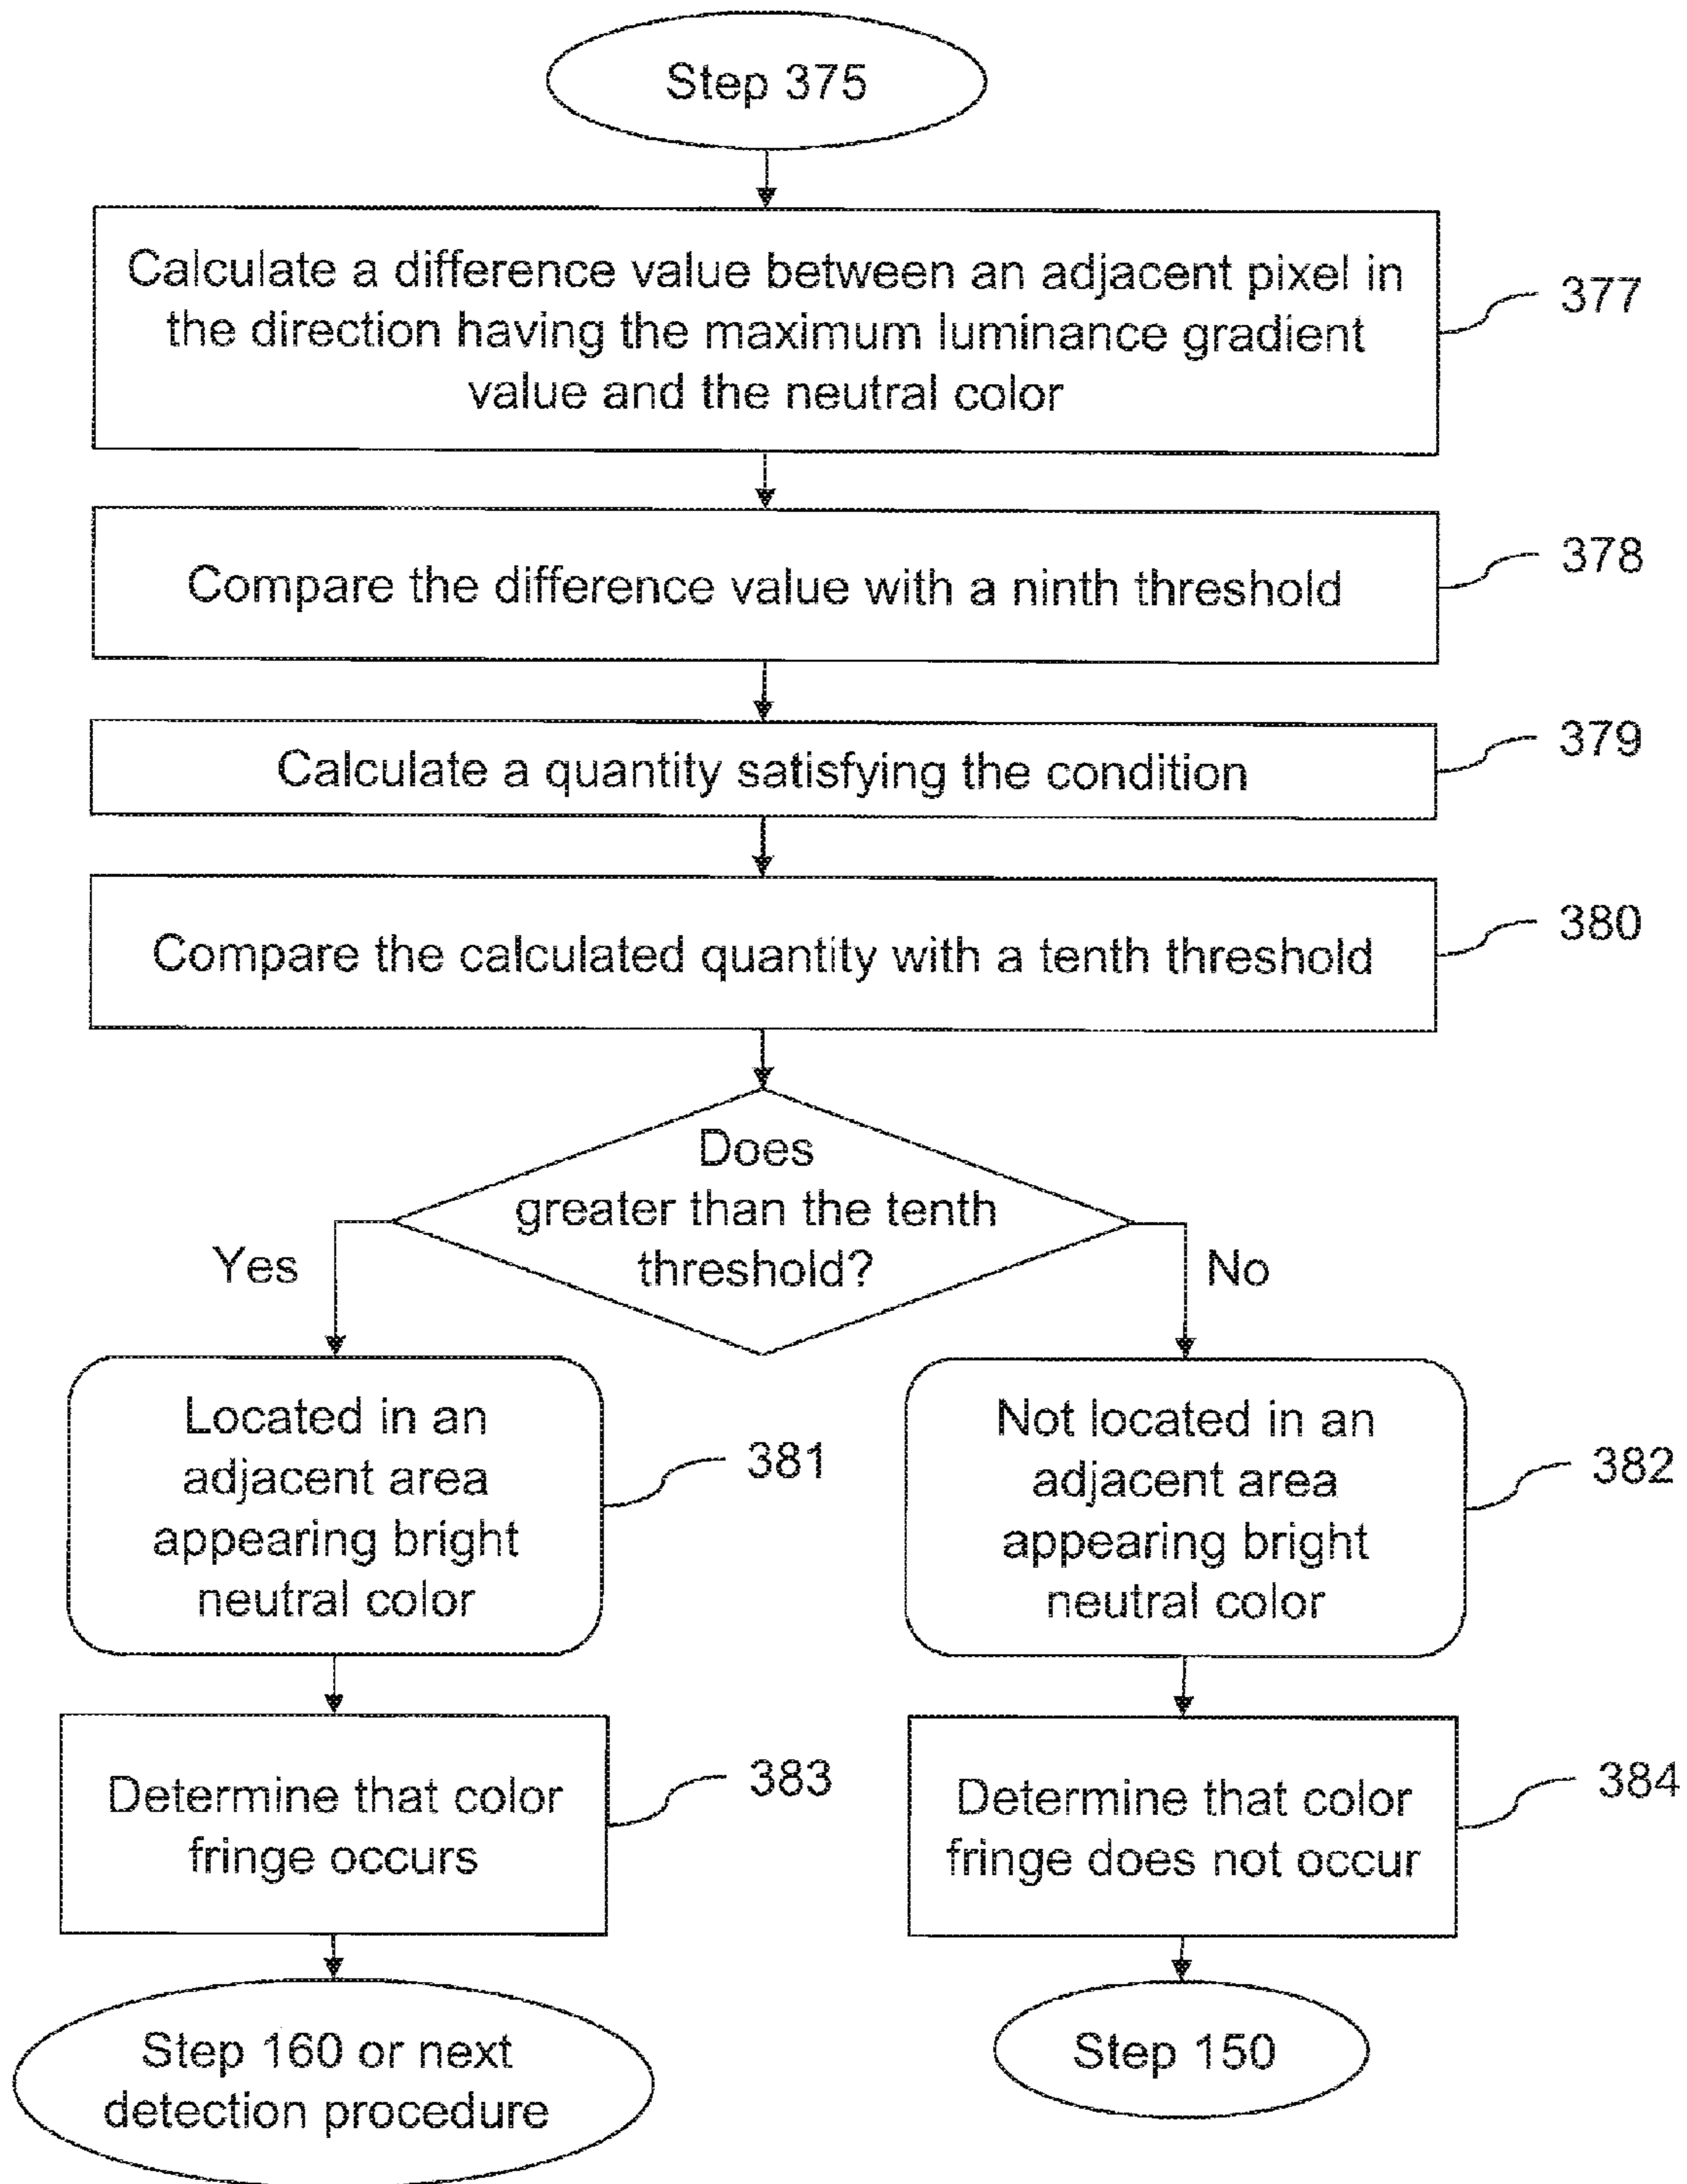 Step 375
Calculate a difference value between an adjacent pixel in
the direction having the maximum luminance gradient
value and the neutral color
377
Compare the difference value with a ninth threshold
378
Calculate a quantity satisfying the condition
379
Compare the calculated quantity with a tenth threshold
380
Does
greater than the tenth
threshold?
Yes
No
Located in an
adjacent area
appearing bright
neutral color
381
Not located in an
adjacent area
appearing bright
neutral color
382
Determine that color
fringe occurs
383
Determine that color
fringe does not occur
384
Step 160 or next
detection procedure
Step 150